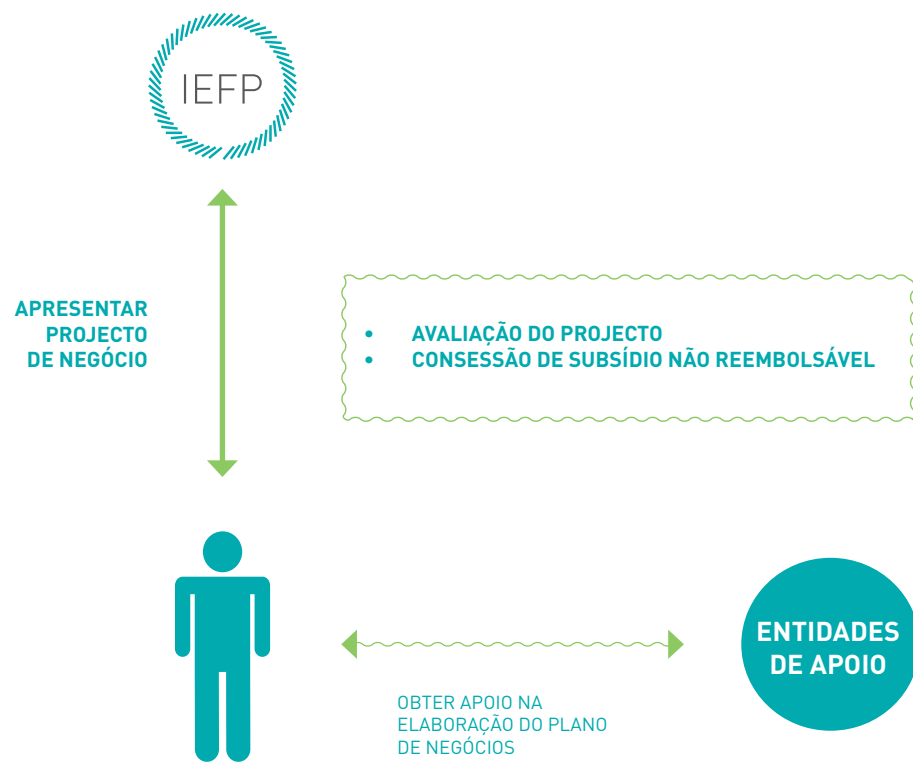 IEFP
APRESENTAR
PROJECTO
DE NEGÓCIO
• AVALIAÇÃO DO PROJECTO
• CONSESSÃO DE SUBSÍDIO NÃO REEMBOLSÁVEL
ENTIDADES
DE APOIO
OBTER APOIO NA
ELABORAÇÃO DO PLANO
DE NEGÓCIOS